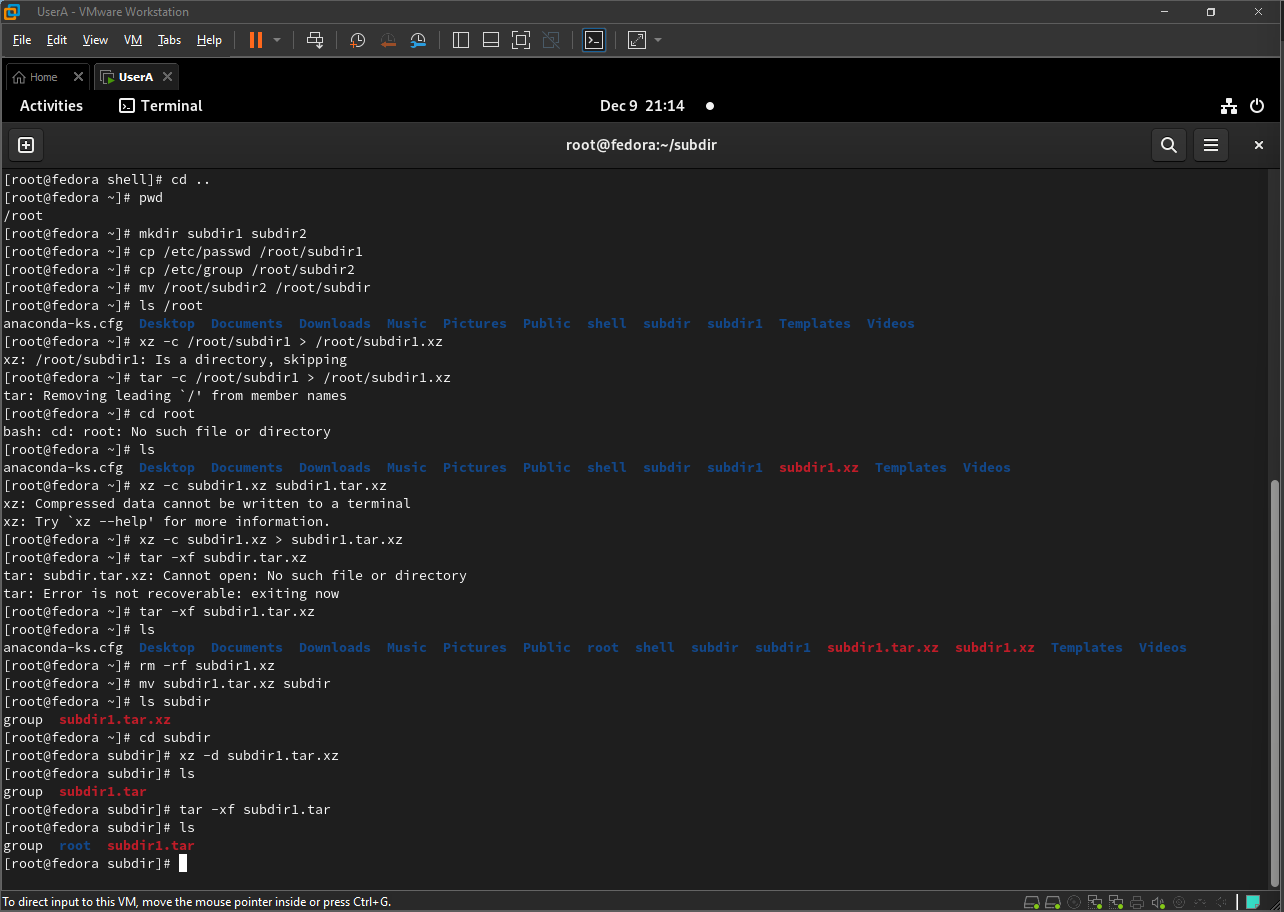 UserA - VMware Workstation
File Edit View VM Tabs Help
Home UserA
Activities Terminal Dec 9 21:14
root@fedora:~/subdir
[root@fedora shell]# cd ..
[root@fedora ~]# pwd
/root
[root@fedora ~]# mkdir subdir1 subdir2
[root@fedora ~]# cp /etc/passwd /root/subdir1
[root@fedora ~]# cp /etc/group /root/subdir2
[root@fedora ~]# mv /root/subdir2 /root/subdir
[root@fedora ~]# ls /root
anaconda-ks.cfg Desktop Documents Downloads Music Pictures Public shell subdir subdir1 Templates Videos
[root@fedora ~]# xz -c /root/subdir1 > /root/subdir1.xz
xz: /root/subdir1: Is a directory, skipping
[root@fedora ~]# tar -c /root/subdir1 > /root/subdir1.xz
tar: Removing leading `/' from member names
[root@fedora ~]# cd root
bash: cd: root: No such file or directory
[root@fedora ~]# ls
anaconda-ks.cfg Desktop Documents Downloads Music Pictures Public shell subdir subdir1 subdir1.xz Templates Videos
[root@fedora ~]# xz -c subdir1.xz subdir1.tar.xz
xz: Compressed data cannot be written to a terminal
xz: Try `xz --help' for more information.
[root@fedora ~]# xz -c subdir1.xz > subdir1.tar.xz
[root@fedora ~]# tar -xf subdir.tar.xz
tar: subdir.tar.xz: Cannot open: No such file or directory
tar: Error is not recoverable: exiting now
[root@fedora ~]# tar -xf subdir1.tar.xz
[root@fedora ~]# ls
anaconda-ks.cfg Desktop Documents Downloads Music Pictures Public root shell subdir subdir1 subdir1.tar.xz subdir1.xz Templates Videos
[root@fedora ~]# rm -rf subdir1.xz
[root@fedora ~]# mv subdir1.tar.xz subdir
[root@fedora ~]# ls subdir
group subdir1.tar.xz
[root@fedora ~]# cd subdir
[root@fedora subdir]# xz -d subdir1.tar.xz
[root@fedora subdir]# ls
group subdir1.tar
[root@fedora subdir]# tar -xf subdir1.tar
[root@fedora subdir]# ls
group root subdir1.tar
[root@fedora subdir]#
To direct input to this VM, move the mouse pointer inside or press Ctrl+G.